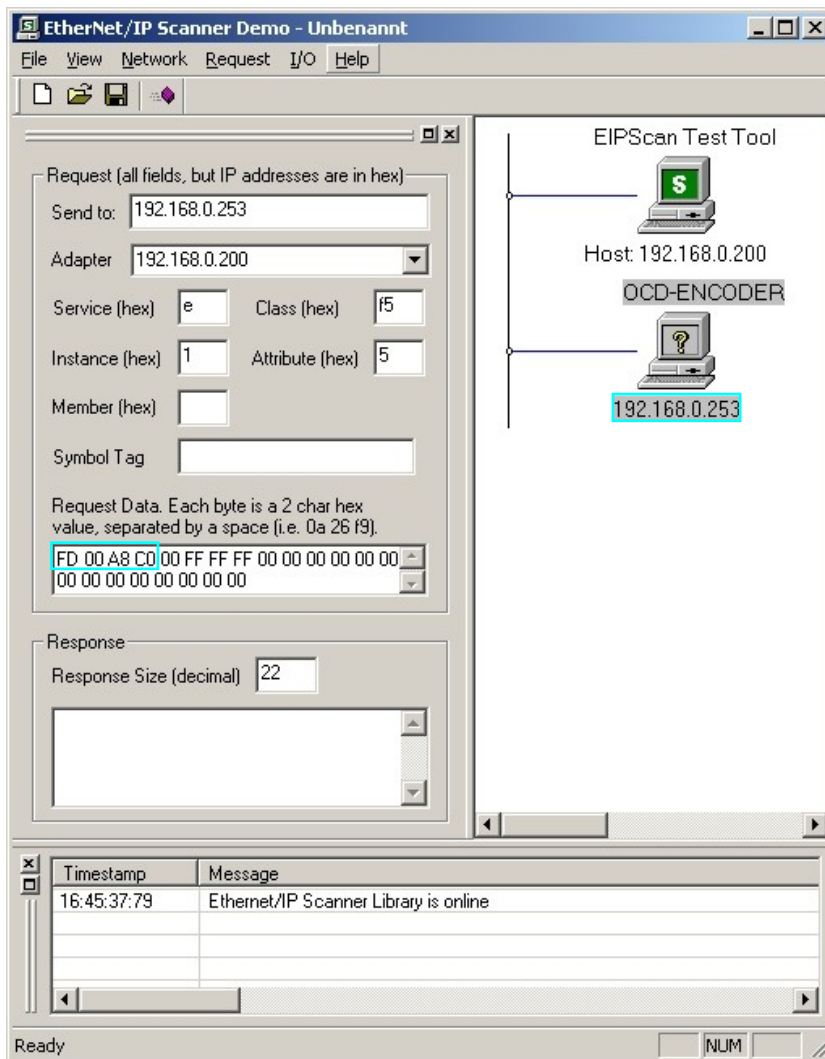 EtherNet/IP Scanner Demo - Unbenannt
File View Network Request I/O Help
Request (all fields, but IP addresses are in hex)
Send to: 192.168.0.253
Adapter 192.168.0.200
Service (hex) e Class (hex) f5
Instance (hex) 1 Attribute (hex) 5
Member (hex)
Symbol Tag
Request Data. Each byte is a 2 char hex
value, separated by a space (i.e. 0a 26 f9).
FD 00 A8 C0 00 FF FF FF 00 00 00 00 00 00
00 00 00 00 00 00 00 00
Response
Response Size (decimal) 22
EIPScan Test Tool
S
Host: 192.168.0.200
OCD-ENCODER
?
192.168.0.253
Timestamp Message
16:45:37:79 Ethernet/IP Scanner Library is online
Ready NUM